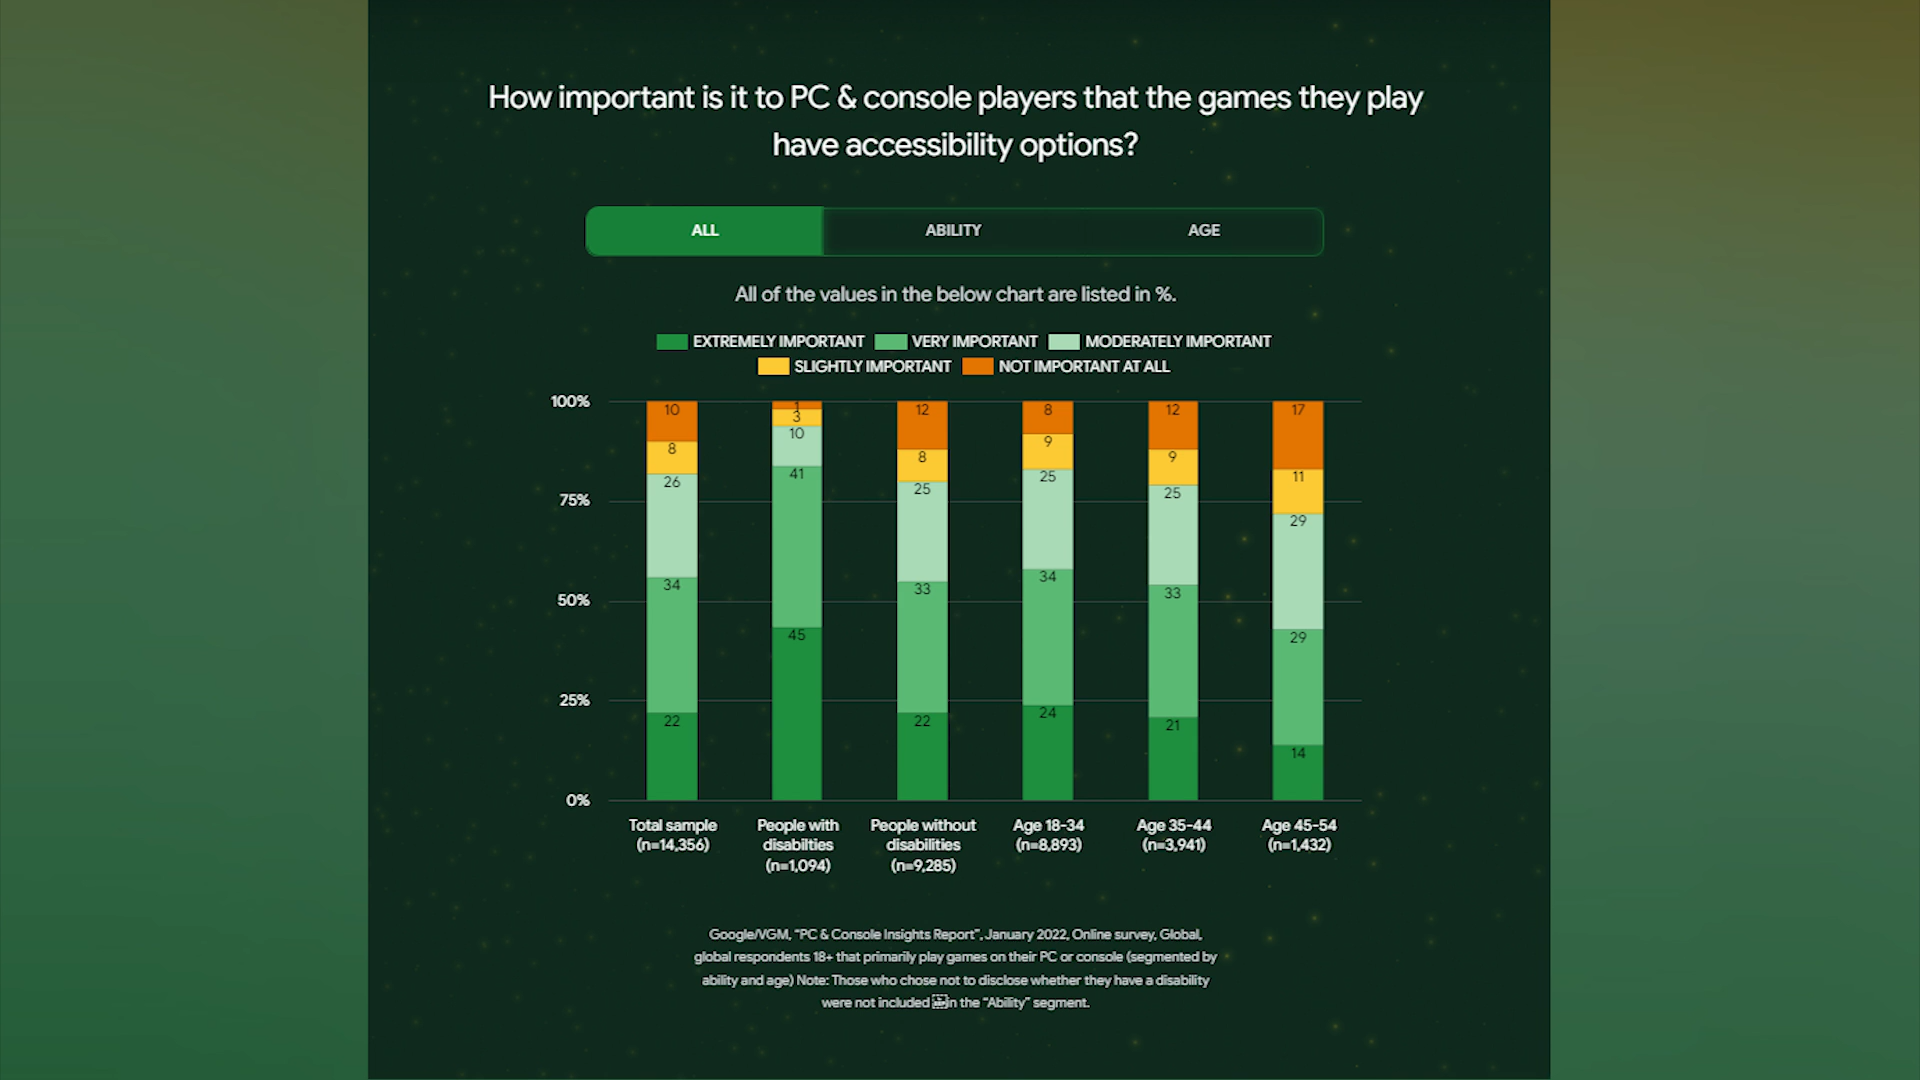 How important is it to PC & console players that the games they play
have accessibility options?
ALL ABILITY AGE
All of the values in the below chart are listed in %.
EXTREMELY IMPORTANT VERY IMPORTANT MODERATELY IMPORTANT
SLIGHTLY IMPORTANT NOT IMPORTANT AT ALL
100%
75%
50%
25%
0%
10
8
26
34
22
1
3
10
41
45
12
8
25
33
22
8
9
25
34
24
12
9
25
33
21
17
11
29
29
14
Total sample
(n=14,356)
People with
disabilties
(n=1,094)
People without
disabilities
(n=9,285)
Age 18-34
(n=8,893)
Age 35-44
(n=3,941)
Age 45-54
(n=1,432)
Google/VGM, "PC & Console Insights Report", January 2022, Online survey, Global,
global respondents 18+ that primarily play games on their PC or console (segmented by
ability and age) Note: Those who chose not to disclose whether they have a disability
were not included in the "Ability" segment.